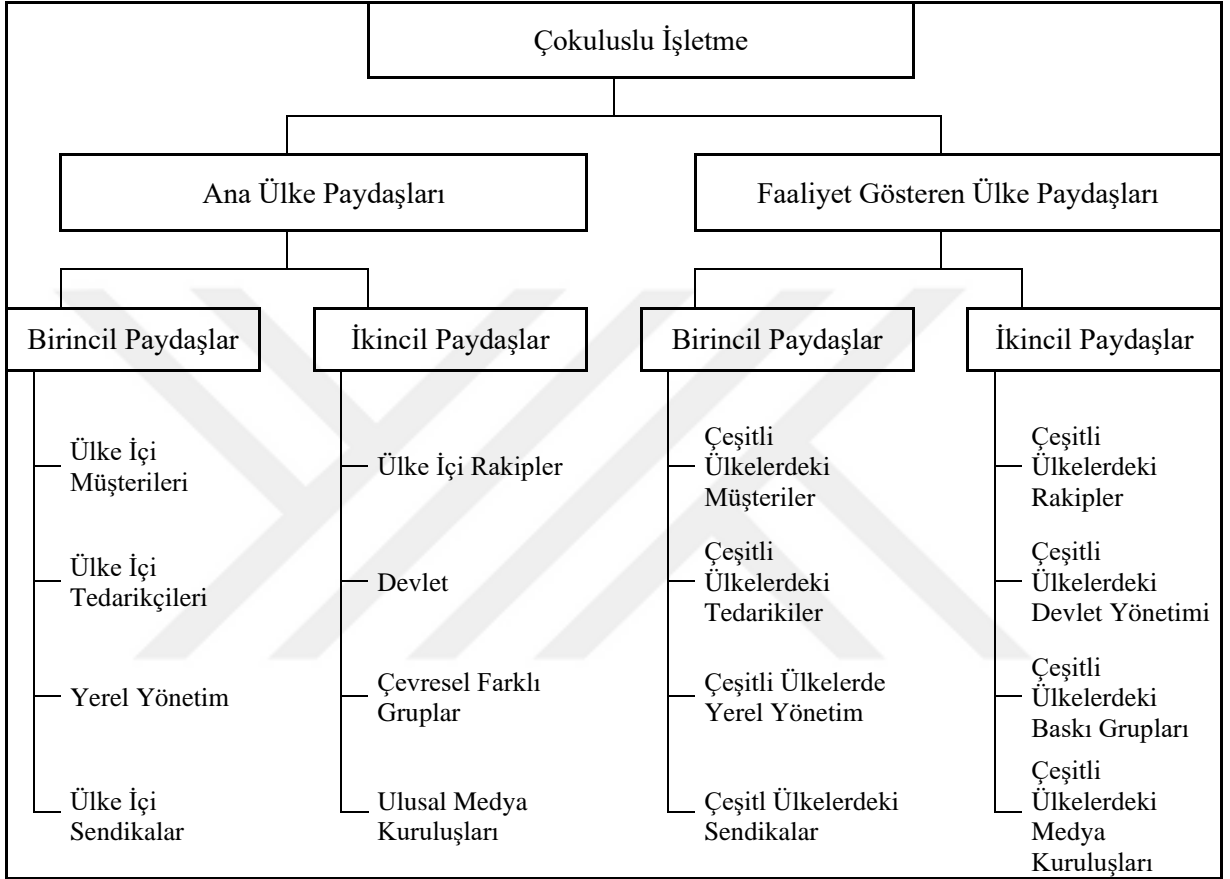 Çokuluslu İşletme
Ana Ülke Paydaşları
Faaliyet Gösteren Ülke Paydaşları
Birincil Paydaşlar
İkincil Paydaşlar
Birincil Paydaşlar
İkincil Paydaşlar
Ülke İçi
Müşterileri
Ülke İçi
Tedarikçileri
Yerel Yönetim
Ülke İçi
Sendikalar
Ülke İçi Rakipler
Devlet
Çevresel Farklı
Gruplar
Ulusal Medya
Kuruluşları
Çeşitli
Ülkelerdeki
Müşteriler
Çeşitli
Ülkelerdeki
Tedarikiler
Çeşitli Ülkelerde
Yerel Yönetim
Çeşitl Ülkelerdeki
Sendikalar
Çeşitli
Ülkelerdeki
Rakipler
Çeşitli
Ülkelerdeki
Devlet Yönetimi
Çeşitli
Ülkelerdeki
Baskı Grupları
Çeşitli
Ülkelerdeki
Medya
Kuruluşları